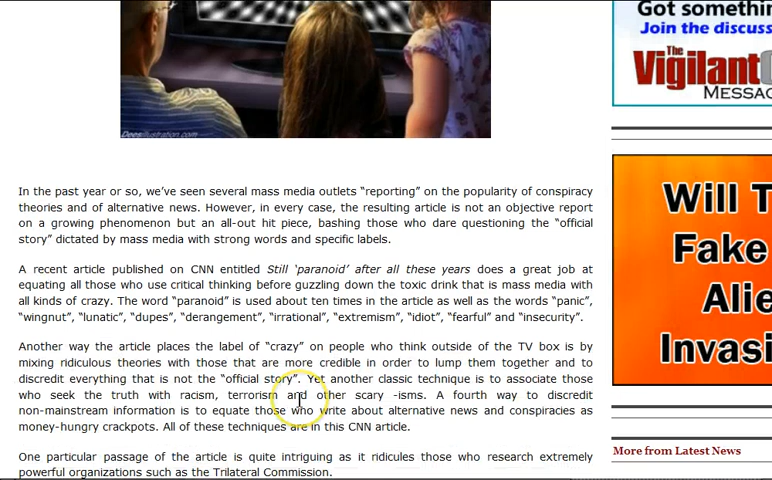 Deesillustration.com
In the past year or so, we've seen several mass media outlets "reporting" on the popularity of conspiracy
theories and of alternative news. However, in every case, the resulting article is not an objective report
on a growing phenomenon but an all-out hit piece, bashing those who dare questioning the "official
story" dictated by mass media with strong words and specific labels.
A recent article published on CNN entitled Still 'paranoid' after all these years does a great job at
equating all those who use critical thinking before guzzling down the toxic drink that is mass media with
all kinds of crazy. The word "paranoid" is used about ten times in the article as well as the words "panic",
"wingnut", "lunatic", "dupes", "derangement", "irrational", "extremism", "idiot", "fearful" and "insecurity".
Another way the article places the label of "crazy" on people who think outside of the TV box is by
mixing ridiculous theories with those that are more credible in order to lump them together and to
discredit everything that is not the "official story". Yet another classic technique is to associate those
who seek the truth with racism, terrorism and other scary -isms. A fourth way to discredit
non-mainstream information is to equate those who write about alternative news and conspiracies as
money-hungry crackpots. All of these techniques are in this CNN article.
One particular passage of the article is quite intriguing as it ridicules those who research extremely
powerful organizations such as the Trilateral Commission.
Got somethin
Join the discuss
The
VigilantC
MESSAG
Will T
Fake
Alie
Invasi
More from Latest News